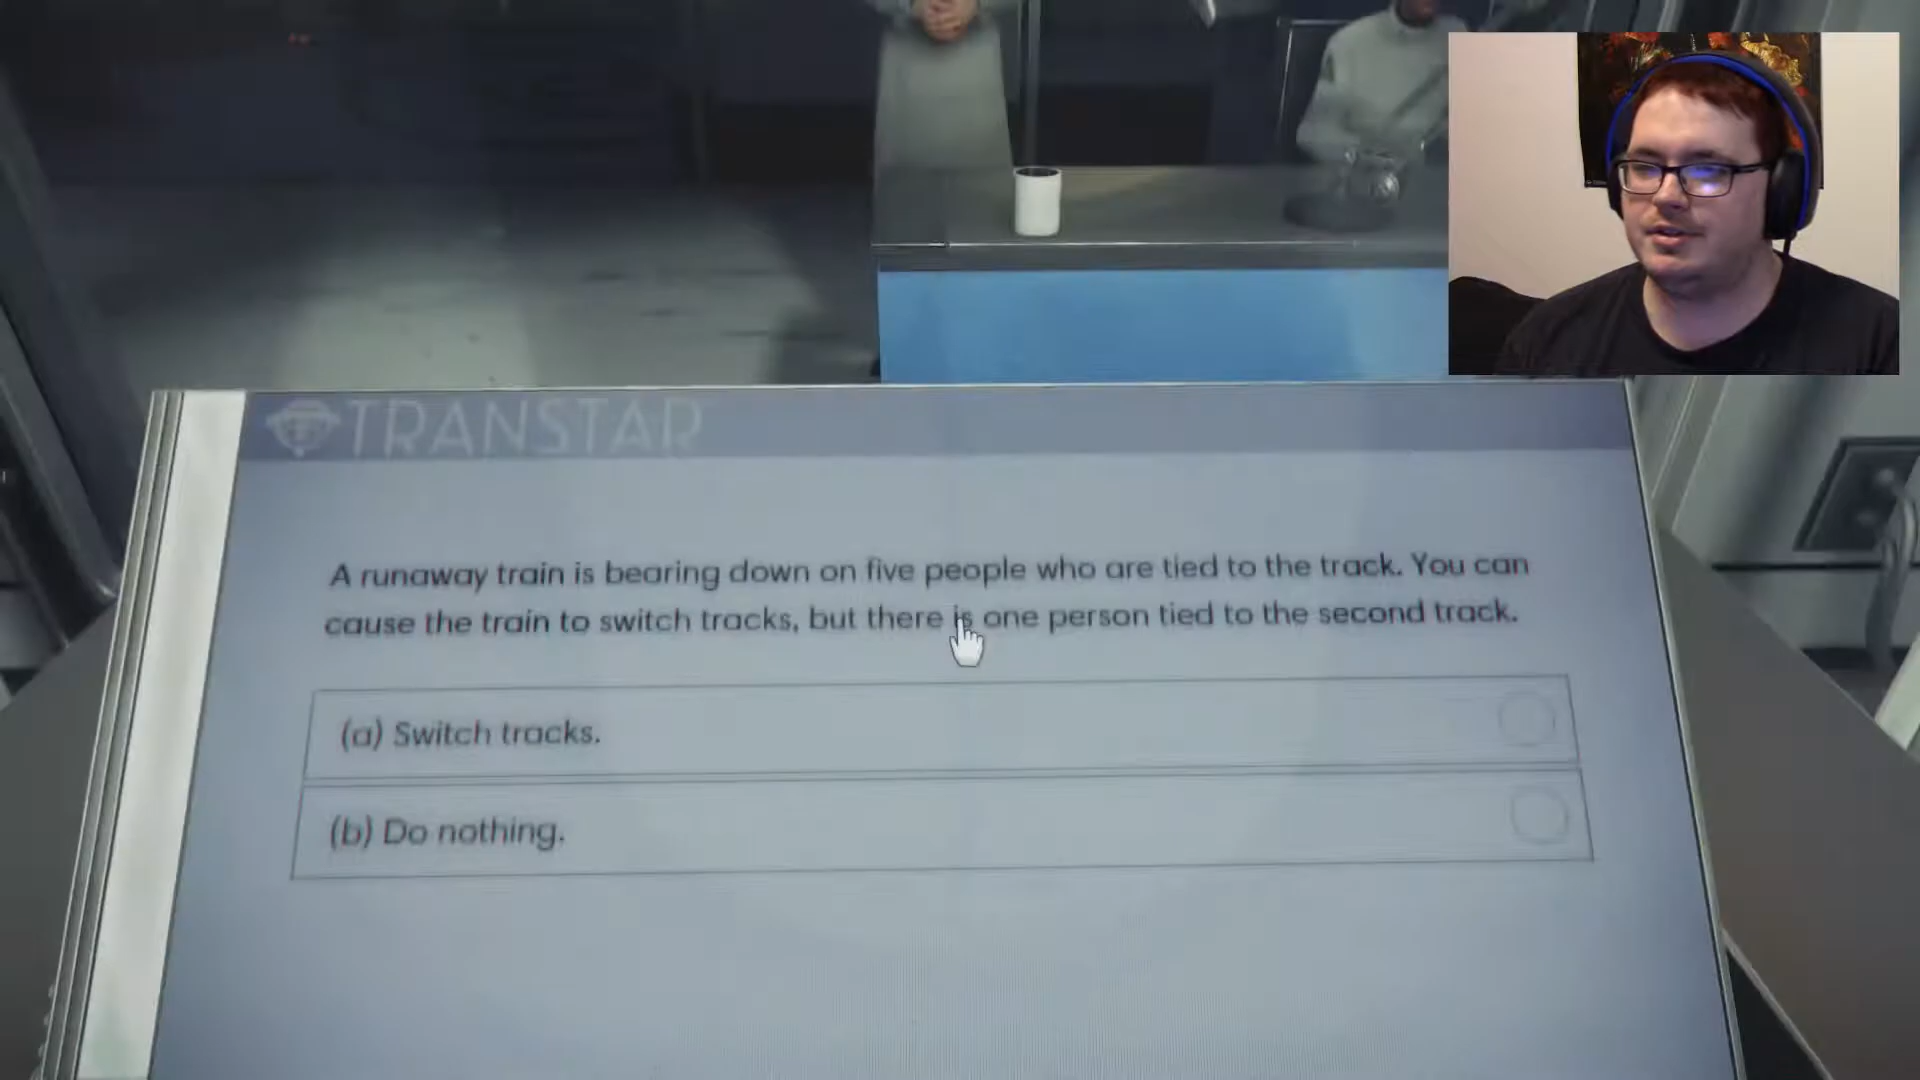 TRANSTAR
A runaway train is bearing down on five people who are tied to the track. You can
cause the train to switch tracks, but there is one person tied to the second track.
(a) Switch tracks.
(b) Do nothing.